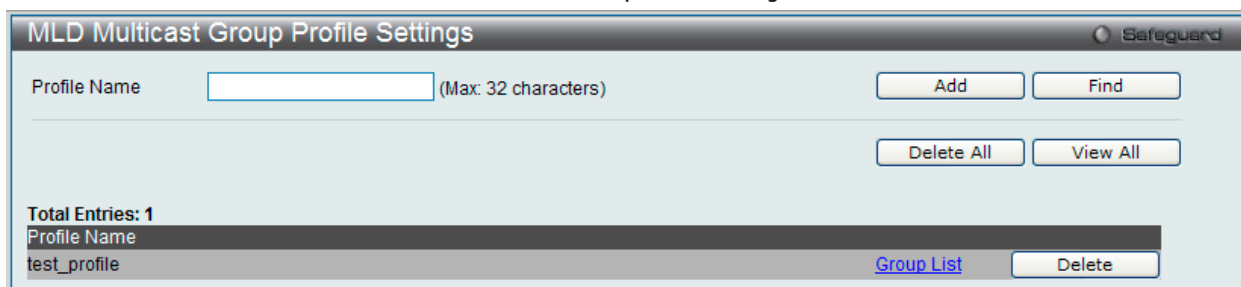 MLD Multicast Group Profile Settings
Safeguard
Profile Name (Max: 32 characters) Add Find
Delete All View All
Total Entries: 1
Profile Name
test_profile Group List Delete